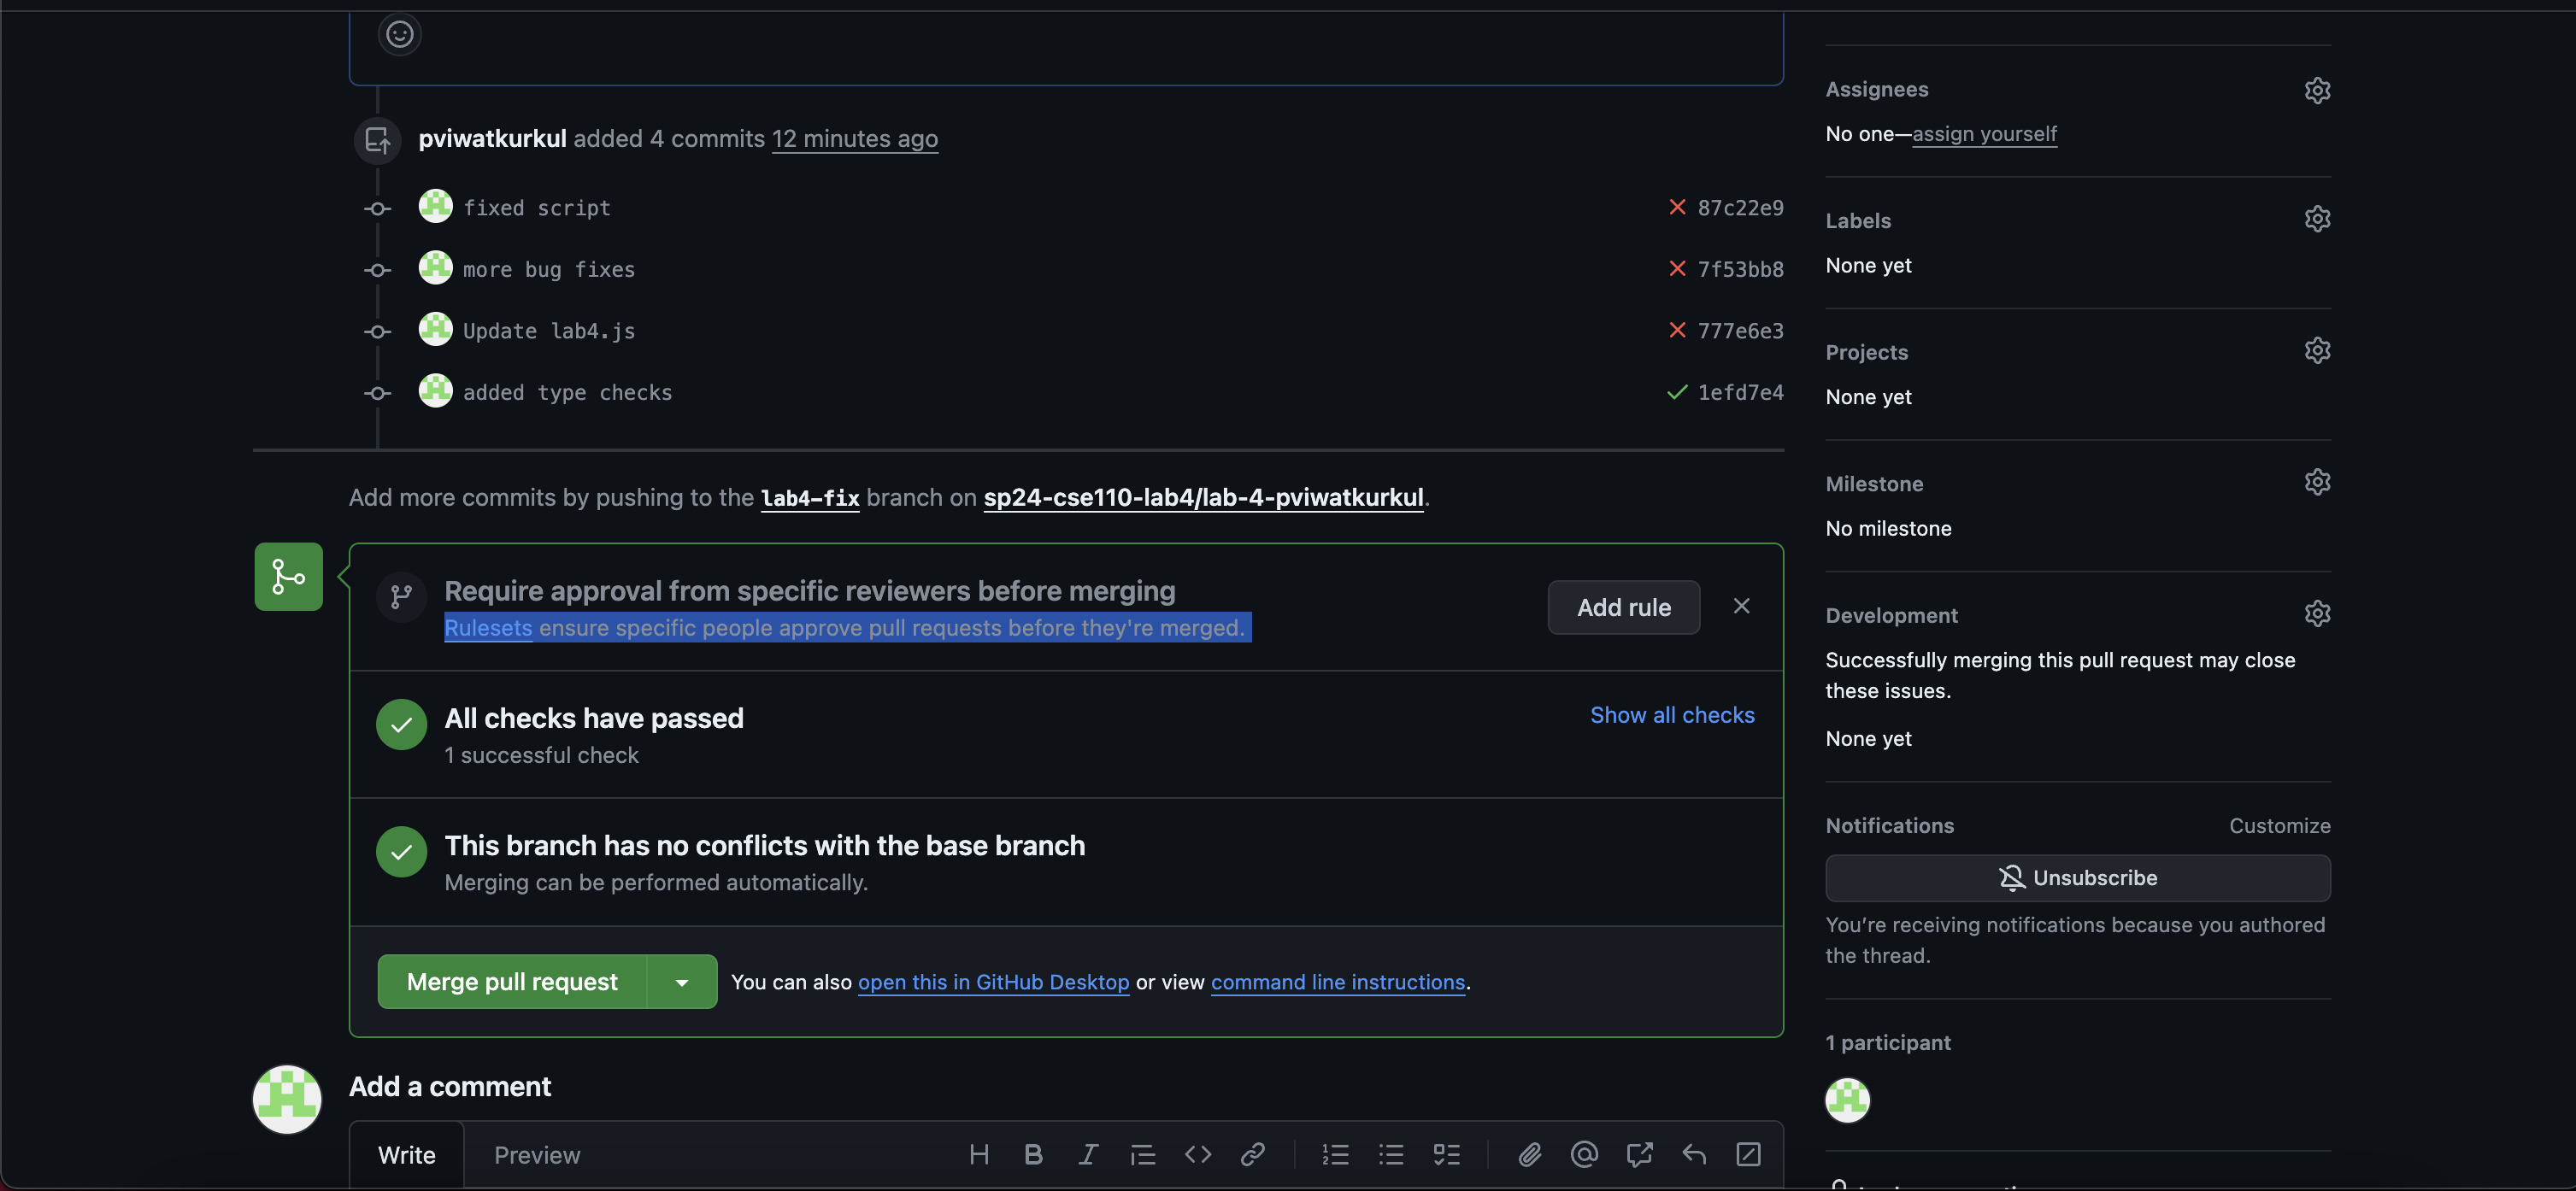 pviwatkurkul added 4 commits 12 minutes ago
fixed script 87c22e9
more bug fixes 7f53bb8
Update lab4.js 777e6e3
added type checks 1efd7e4
Add more commits by pushing to the lab4-fix branch on sp24-cse110-lab4/lab-4-pviwatkurkul.
Require approval from specific reviewers before merging
Rulesets ensure specific people approve pull requests before they're merged.
Add rule
All checks have passed
1 successful check
Show all checks
This branch has no conflicts with the base branch
Merging can be performed automatically.
Merge pull request
You can also open this in GitHub Desktop or view command line instructions.
Add a comment
Write
Preview
Assignees
No one—assign yourself
Labels
None yet
Projects
None yet
Milestone
No milestone
Development
Successfully merging this pull request may close
these issues.
None yet
Notifications
Customize
Unsubscribe
You’re receiving notifications because you authored
the thread.
1 participant